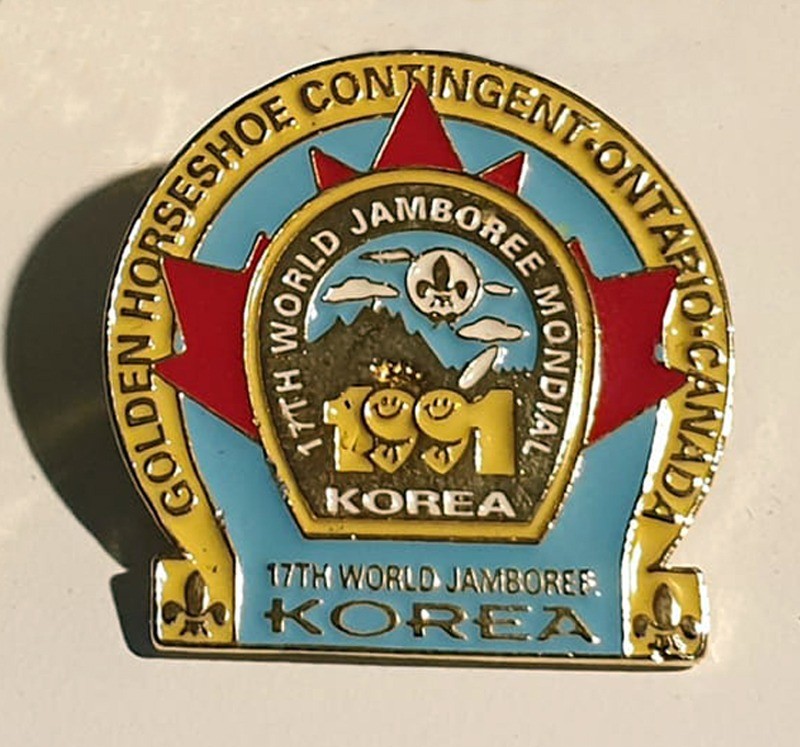 GOLDEN HORSESHOE CONTINGENT·ONTARIO·CANADA
17TH WORLD JAMBOREE MONDIAL
1991
KOREA
17TH WORLD JAMBOREE
KOREA